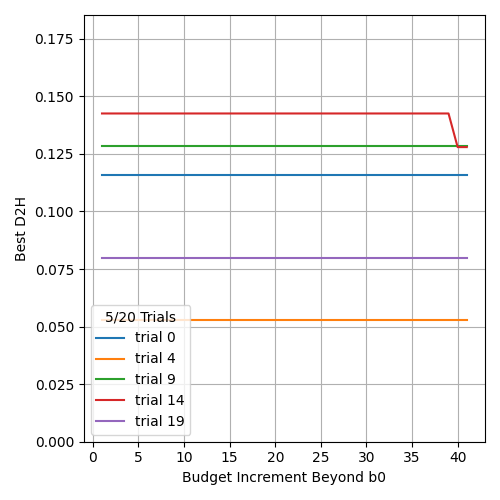 0.175
0.150
0.125
0.100
0.075
0.050
0.025
0.000
Best D2H
5/20 Trials
trial 0
trial 4
trial 9
trial 14
trial 19
0 5 10 15 20 25 30 35 40
Budget Increment Beyond b0